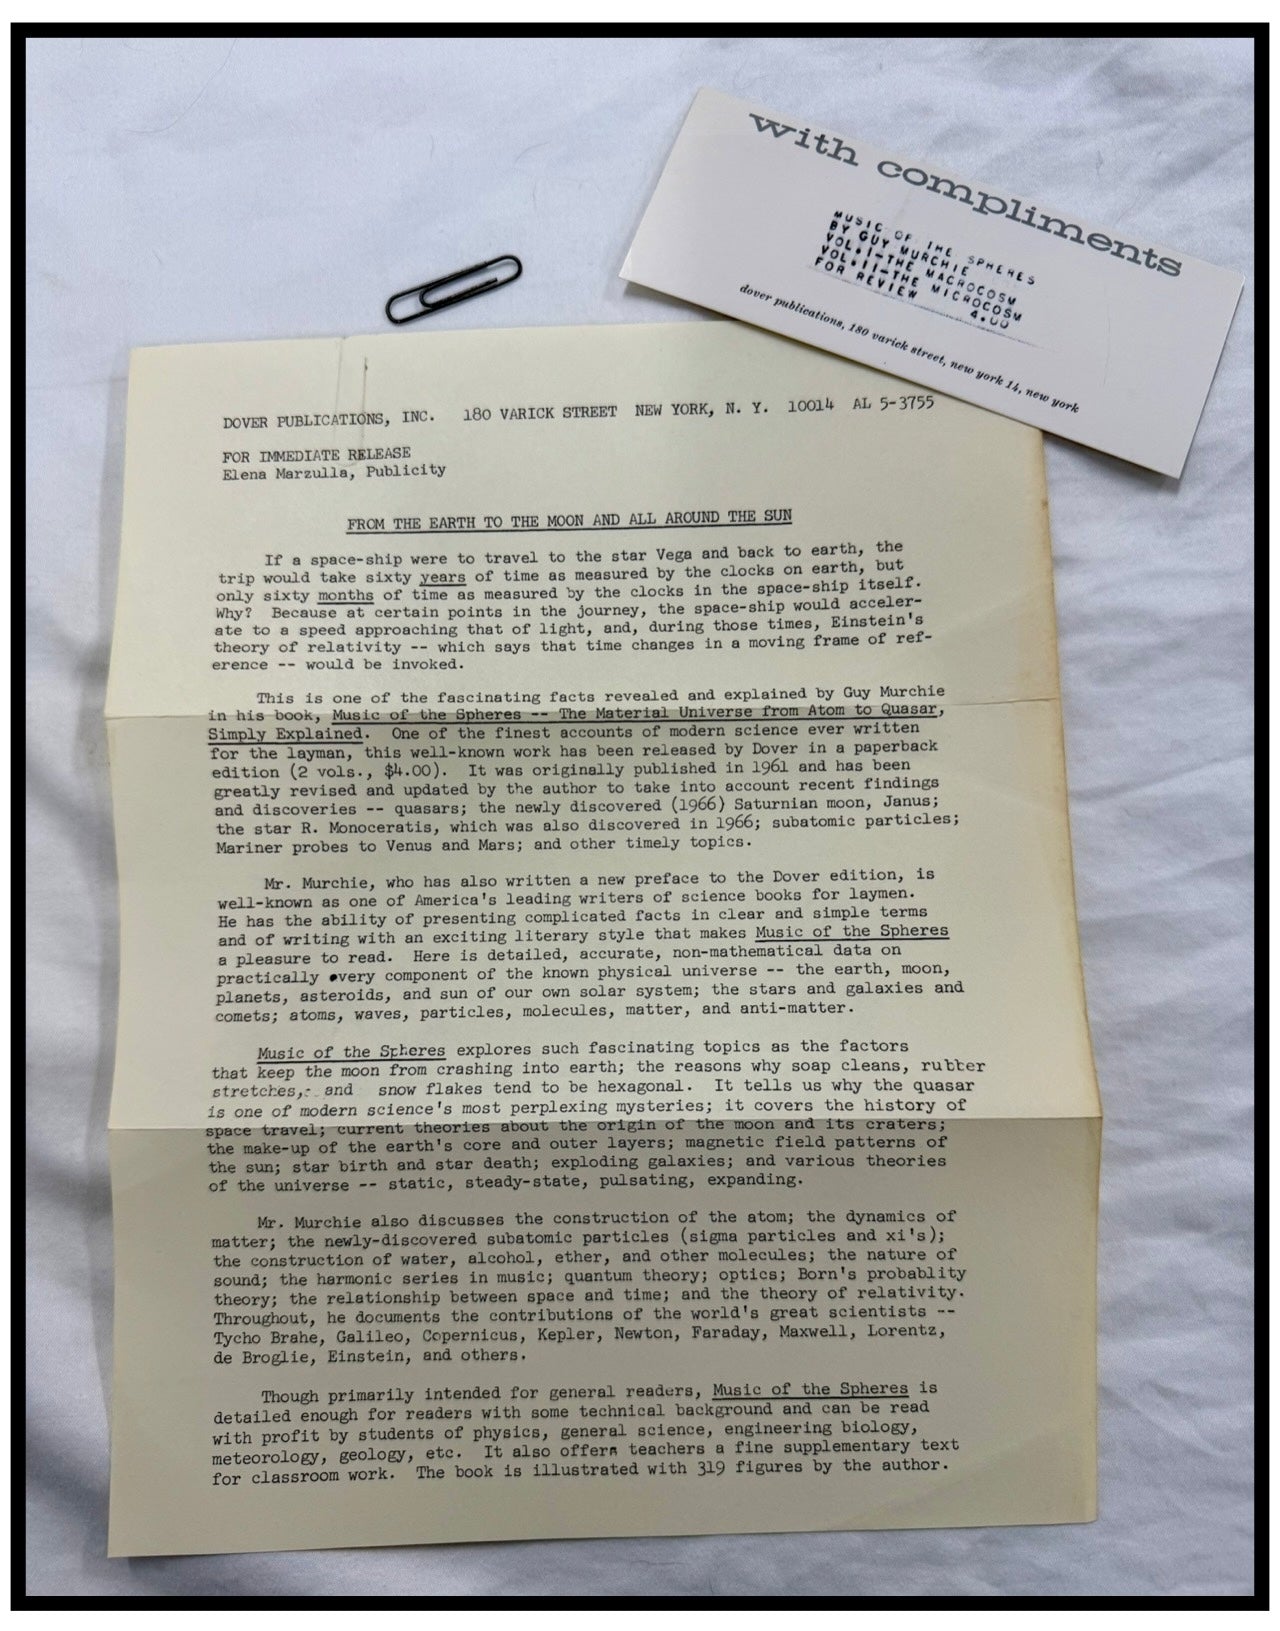 with compliments
MUSIC OF THE SPHERES
BY GUY MURCHIE
VOL.I-THE MACROCOSM
VOL.II-THE MICROCOSM
FOR REVIEW 4.00
dover publications, 180 varick street, new york 14, new york
DOVER PUBLICATIONS, INC. 180 VARICK STREET NEW YORK, N. Y. 10014 AL 5-3755
FOR IMMEDIATE RELEASE
Elena Marzulla, Publicity
FROM THE EARTH TO THE MOON AND ALL AROUND THE SUN
If a space-ship were to travel to the star Vega and back to earth, the
trip would take sixty years of time as measured by the clocks on earth, but
only sixty months of time as measured by the clocks in the space-ship itself.
Why? Because at certain points in the journey, the space-ship would acceler-
ate to a speed approaching that of light, and, during those times, Einstein's
theory of relativity -- which says that time changes in a moving frame of ref-
erence -- would be invoked.
This is one of the fascinating facts revealed and explained by Guy Murchie
in his book, Music of the Spheres -- The Material Universe from Atom to Quasar,
Simply Explained. One of the finest accounts of modern science ever written
for the layman, this well-known work has been released by Dover in a paperback
edition (2 vols., $4.00). It was originally published in 1961 and has been
greatly revised and updated by the author to take into account recent findings
and discoveries -- quasars; the newly discovered (1966) Saturnian moon, Janus;
the star R. Monoceratis, which was also discovered in 1966; subatomic particles;
Mariner probes to Venus and Mars; and other timely topics.
Mr. Murchie, who has also written a new preface to the Dover edition, is
well-known as one of America's leading writers of science books for laymen.
He has the ability of presenting complicated facts in clear and simple terms
and of writing with an exciting literary style that makes Music of the Spheres
a pleasure to read. Here is detailed, accurate, non-mathematical data on
practically every component of the known physical universe -- the earth, moon,
planets, asteroids, and sun of our own solar system; the stars and galaxies and
comets; atoms, waves, particles, molecules, matter, and anti-matter.
Music of the Spheres explores such fascinating topics as the factors
that keep the moon from crashing into earth; the reasons why soap cleans, rubber
stretches, and snow flakes tend to be hexagonal. It tells us why the quasar
is one of modern science's most perplexing mysteries; it covers the history of
space travel; current theories about the origin of the moon and its craters;
the make-up of the earth's core and outer layers; magnetic field patterns of
the sun; star birth and star death; exploding galaxies; and various theories
of the universe -- static, steady-state, pulsating, expanding.
Mr. Murchie also discusses the construction of the atom; the dynamics of
matter; the newly-discovered subatomic particles (sigma particles and xi's);
the construction of water, alcohol, ether, and other molecules; the nature of
sound; the harmonic series in music; quantum theory; optics; Born's probablity
theory; the relationship between space and time; and the theory of relativity.
Throughout, he documents the contributions of the world's great scientists --
Tycho Brahe, Galileo, Copernicus, Kepler, Newton, Faraday, Maxwell, Lorentz,
de Broglie, Einstein, and others.
Though primarily intended for general readers, Music of the Spheres is
detailed enough for readers with some technical background and can be read
with profit by students of physics, general science, engineering biology,
meteorology, geology, etc. It also offers teachers a fine supplementary text
for classroom work. The book is illustrated with 319 figures by the author.